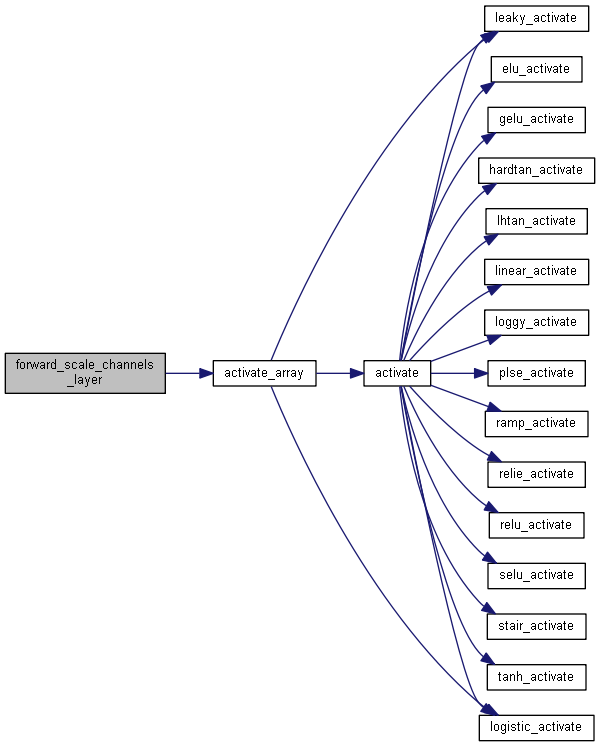 forward_scale_channels
_layer
activate_array
activate
leaky_activate
elu_activate
gelu_activate
hardtan_activate
lhtan_activate
linear_activate
loggy_activate
plse_activate
ramp_activate
relie_activate
relu_activate
selu_activate
stair_activate
tanh_activate
logistic_activate